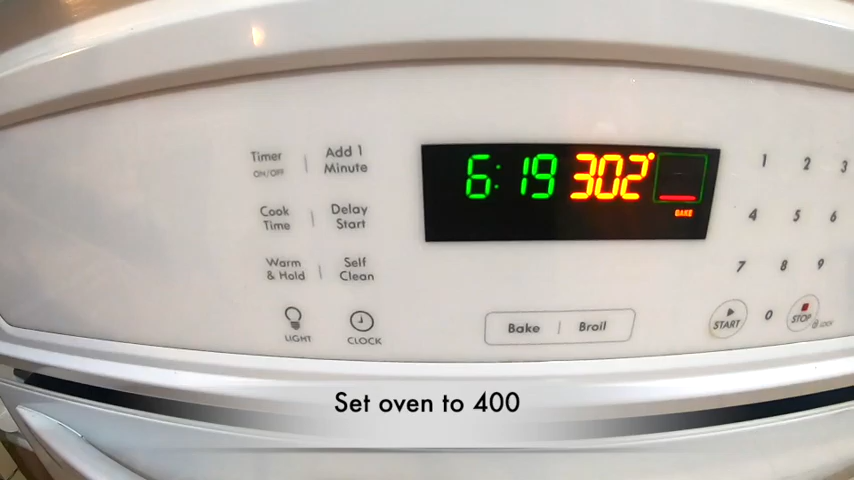 Timer
ON/OFF
Add 1
Minute
Cook
Time
Delay
Start
Warm
& Hold
Self
Clean
LIGHT
CLOCK
6:19 302°
BAKE
Bake | Broil
1 2 3
4 5 6
7 8 9
START 0 STOP
LOCK
Set oven to 400